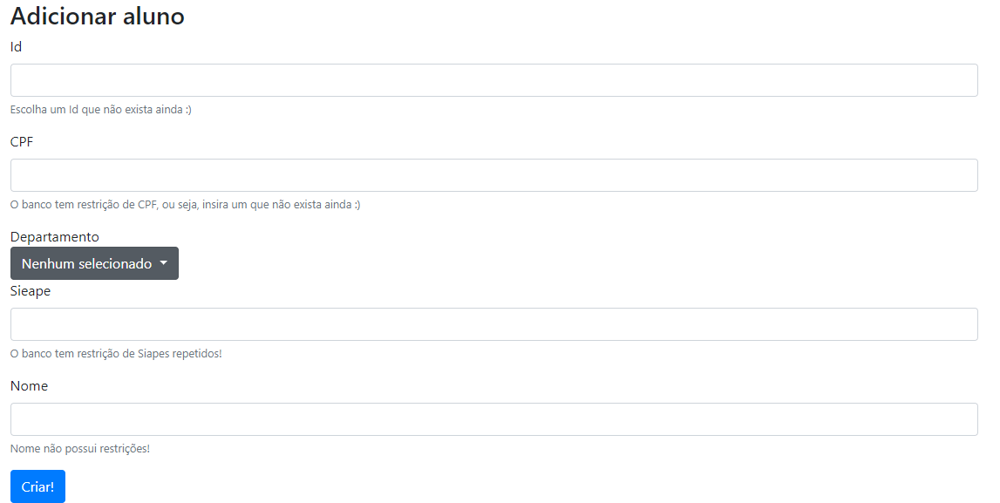 Adicionar aluno
Id
Escolha um Id que não exista ainda :)
CPF
O banco tem restrição de CPF, ou seja, insira um que não exista ainda :)
Departamento
Nenhum selecionado
Sieape
O banco tem restrição de Siapes repetidos!
Nome
Nome não possui restrições!
Criar!